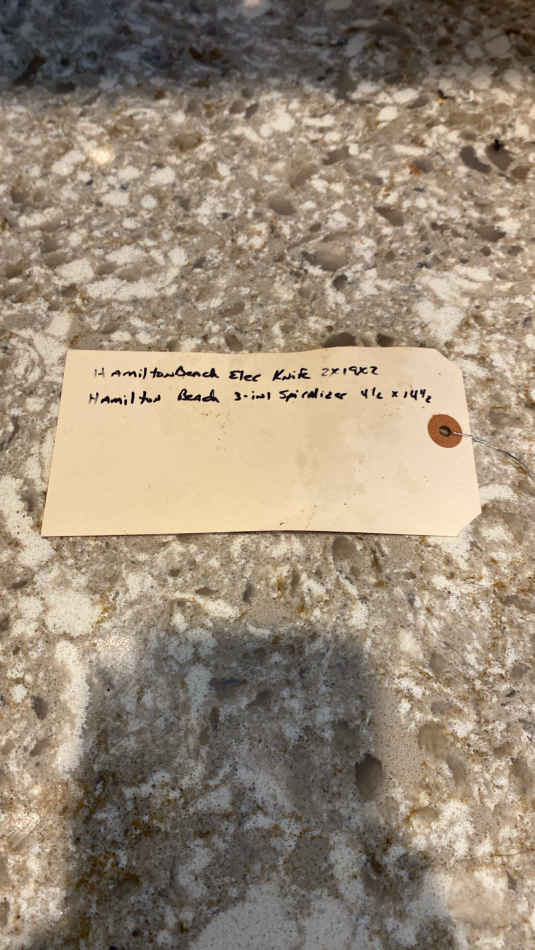 HamiltonBeach Elec Knife 2x19x2
Hamilton Beach 3-in1 Spiralizer 4½ x 14½